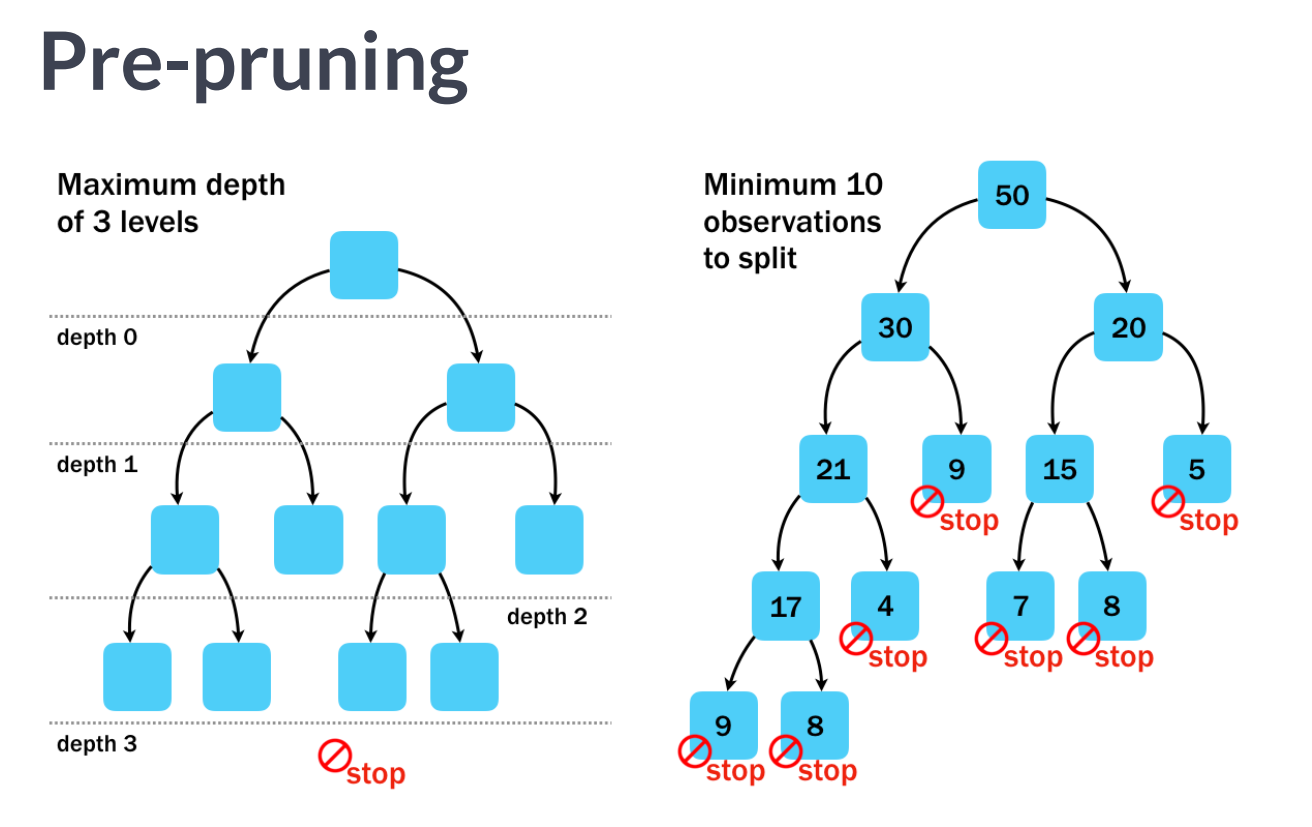 Pre-pruning
Maximum depth
of 3 levels
depth 0
depth 1
depth 2
depth 3
stop
Minimum 10
observations
to split
50
30
20
21
9
15
5
stop
stop
17
4
7
8
stop
stop
stop
9
8
stop
stop